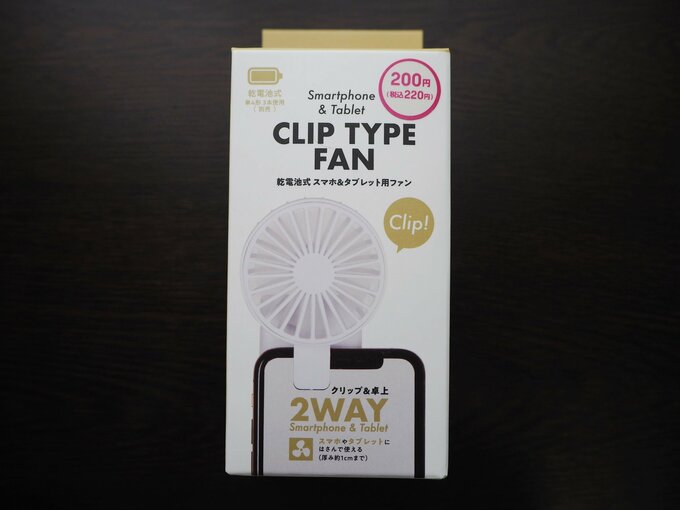 乾電池式
単4形 3本使用
(別売)
200円
(税込220円)
Smartphone
& Tablet
CLIP TYPE
FAN
乾電池式 スマホ&タブレット用ファン
Clip!
クリップ&卓上
2WAY
Smartphone & Tablet
スマホやタブレットに
はさんで使える
(厚み約1cmまで)